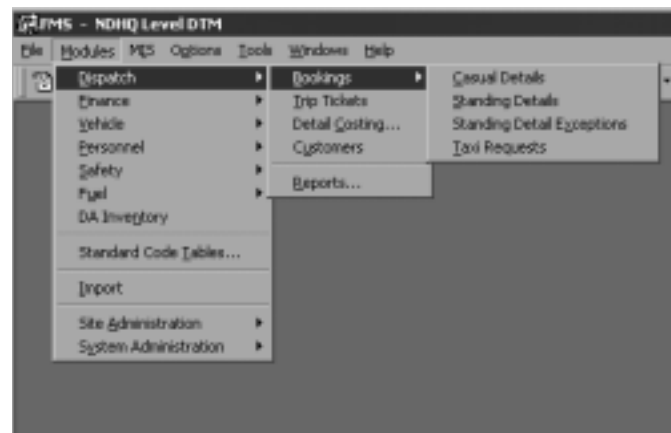 FMS - NDHQ Level DTM
File Modules MIS Options Tools Windows Help
Dispatch
Finance
Vehicle
Personnel
Safety
Fuel
DA Inventory
Standard Code Tables...
Import
Site Administration
System Administration
Bookings
Trip Tickets
Detail Costing...
Customers
Reports...
Casual Details
Standing Details
Standing Detail Exceptions
Taxi Requests